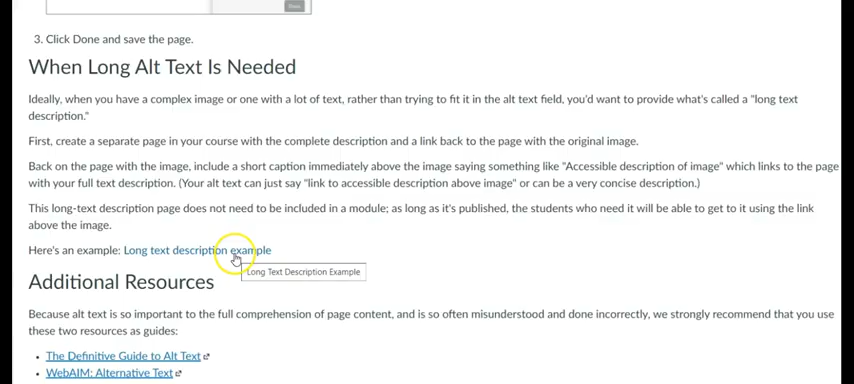 Done
3. Click Done and save the page.
When Long Alt Text Is Needed
Ideally, when you have a complex image or one with a lot of text, rather than trying to fit it in the alt text field, you'd want to provide what's called a "long text
description."
First, create a separate page in your course with the complete description and a link back to the page with the original image.
Back on the page with the image, include a short caption immediately above the image saying something like "Accessible description of image" which links to the page
with your full text description. (Your alt text can just say "link to accessible description above image" or can be a very concise description.)
This long-text description page does not need to be included in a module; as long as it's published, the students who need it will be able to get to it using the link
above the image.
Here's an example: Long text description example
Long Text Description Example
Additional Resources
Because alt text is so important to the full comprehension of page content, and is so often misunderstood and done incorrectly, we strongly recommend that you use
these two resources as guides:
• The Definitive Guide to Alt Text
• WebAIM: Alternative Text